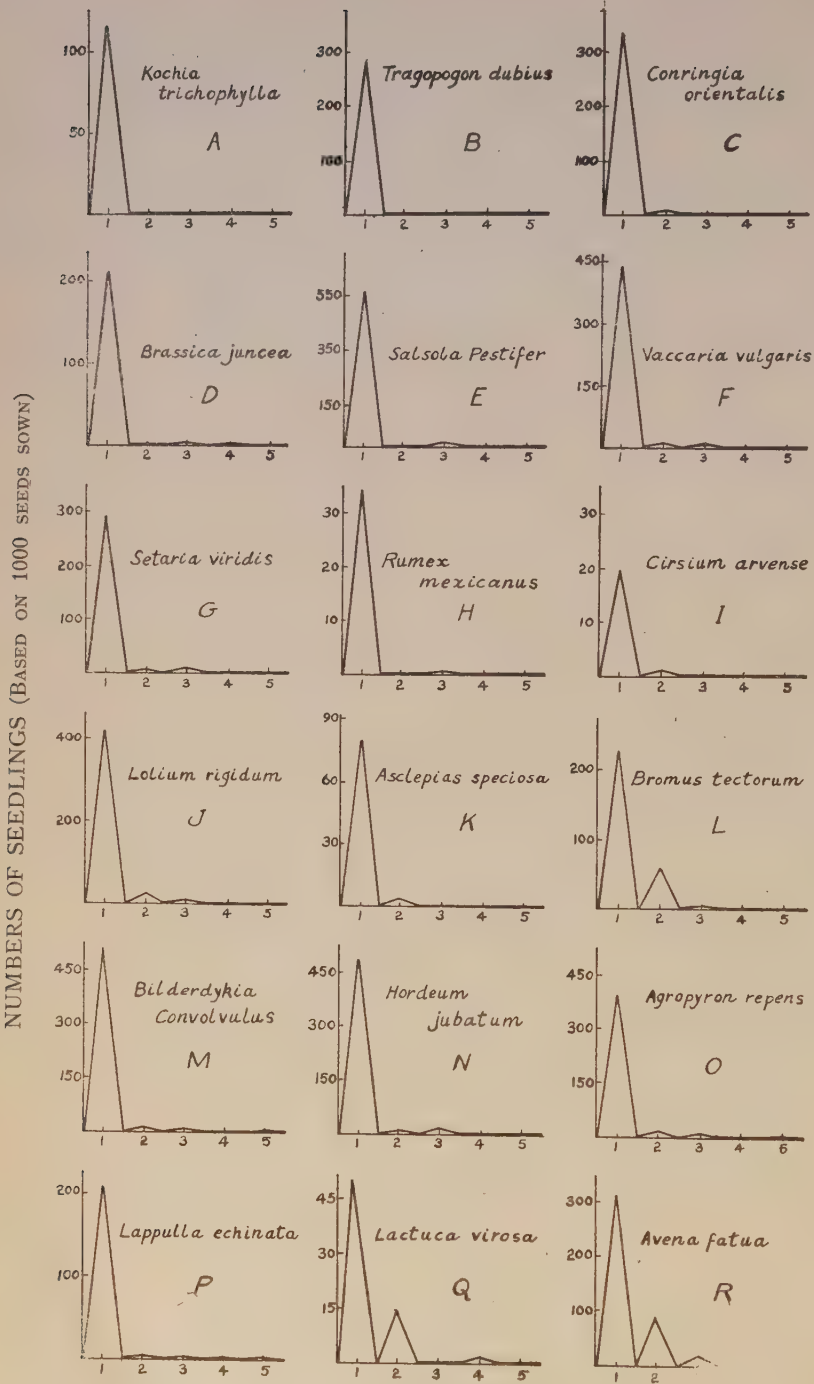 NUMBERS OF SEEDLINGS (BASED ON 1000 SEEDS SOWN)
100
50
Kochia
trichophylla
A
1 2 3 4 5
300
200
100
Tragopogon dubius
B
1 2 3 4 5
300
200
100
Conringia
orientalis
C
1 2 3 4 5
200
100
Brassica juncea
D
1 2 3 4 5
550
350
150
Salsola Pestifer
E
1 2 3 4 5
450
300
150
Vaccaria vulgaris
F
1 2 3 4 5
300
200
100
Setaria viridis
G
1 2 3 4 5
30
20
10
Rumex
mexicanus
H
1 2 3 4 5
30
20
10
Cirsium arvense
I
1 2 3 4 5
400
200
Lolium rigidum
J
1 2 3 4 5
90
60
30
Asclepias speciosa
K
1 2 3 4 5
200
100
Bromus tectorum
L
1 2 3 4 5
450
300
150
Bilderdykia
Convolvulus
M
1 2 3 4 5
450
300
150
Hordeum
jubatum
N
1 2 3 4 5
450
300
150
Agropyron repens
O
1 2 3 4 6
200
100
Lappulla echinata
P
1 2 3 4 5
45
30
15
Lactuca virosa
Q
1 2 3 4 5
300
200
100
Avena fatua
R
1 2